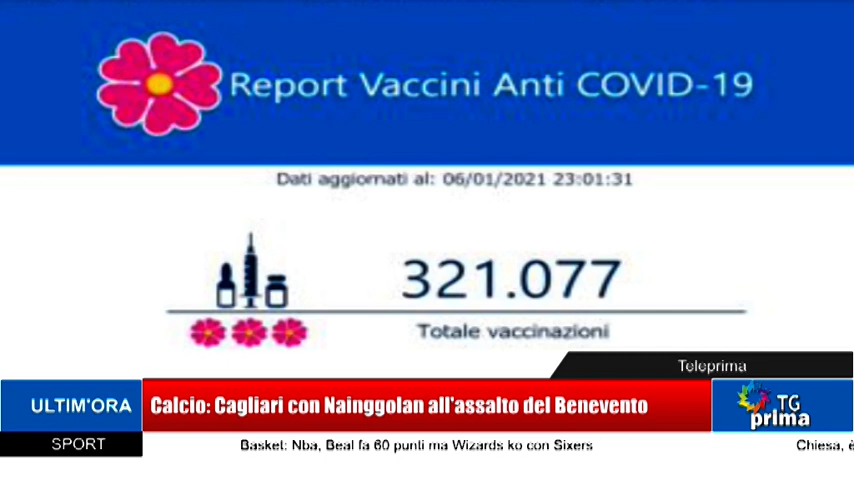 Report Vaccini Anti COVID-19
Dati aggiornati al: 06/01/2021 23:01:31
321.077
Totale vaccinazioni
Teleprima
ULTIM'ORA
Calcio: Cagliari con Nainggolan all'assalto del Benevento
TG
prima
SPORT
Basket: Nba, Beal fa 60 punti ma Wizards ko con Sixers
Chiesa, è